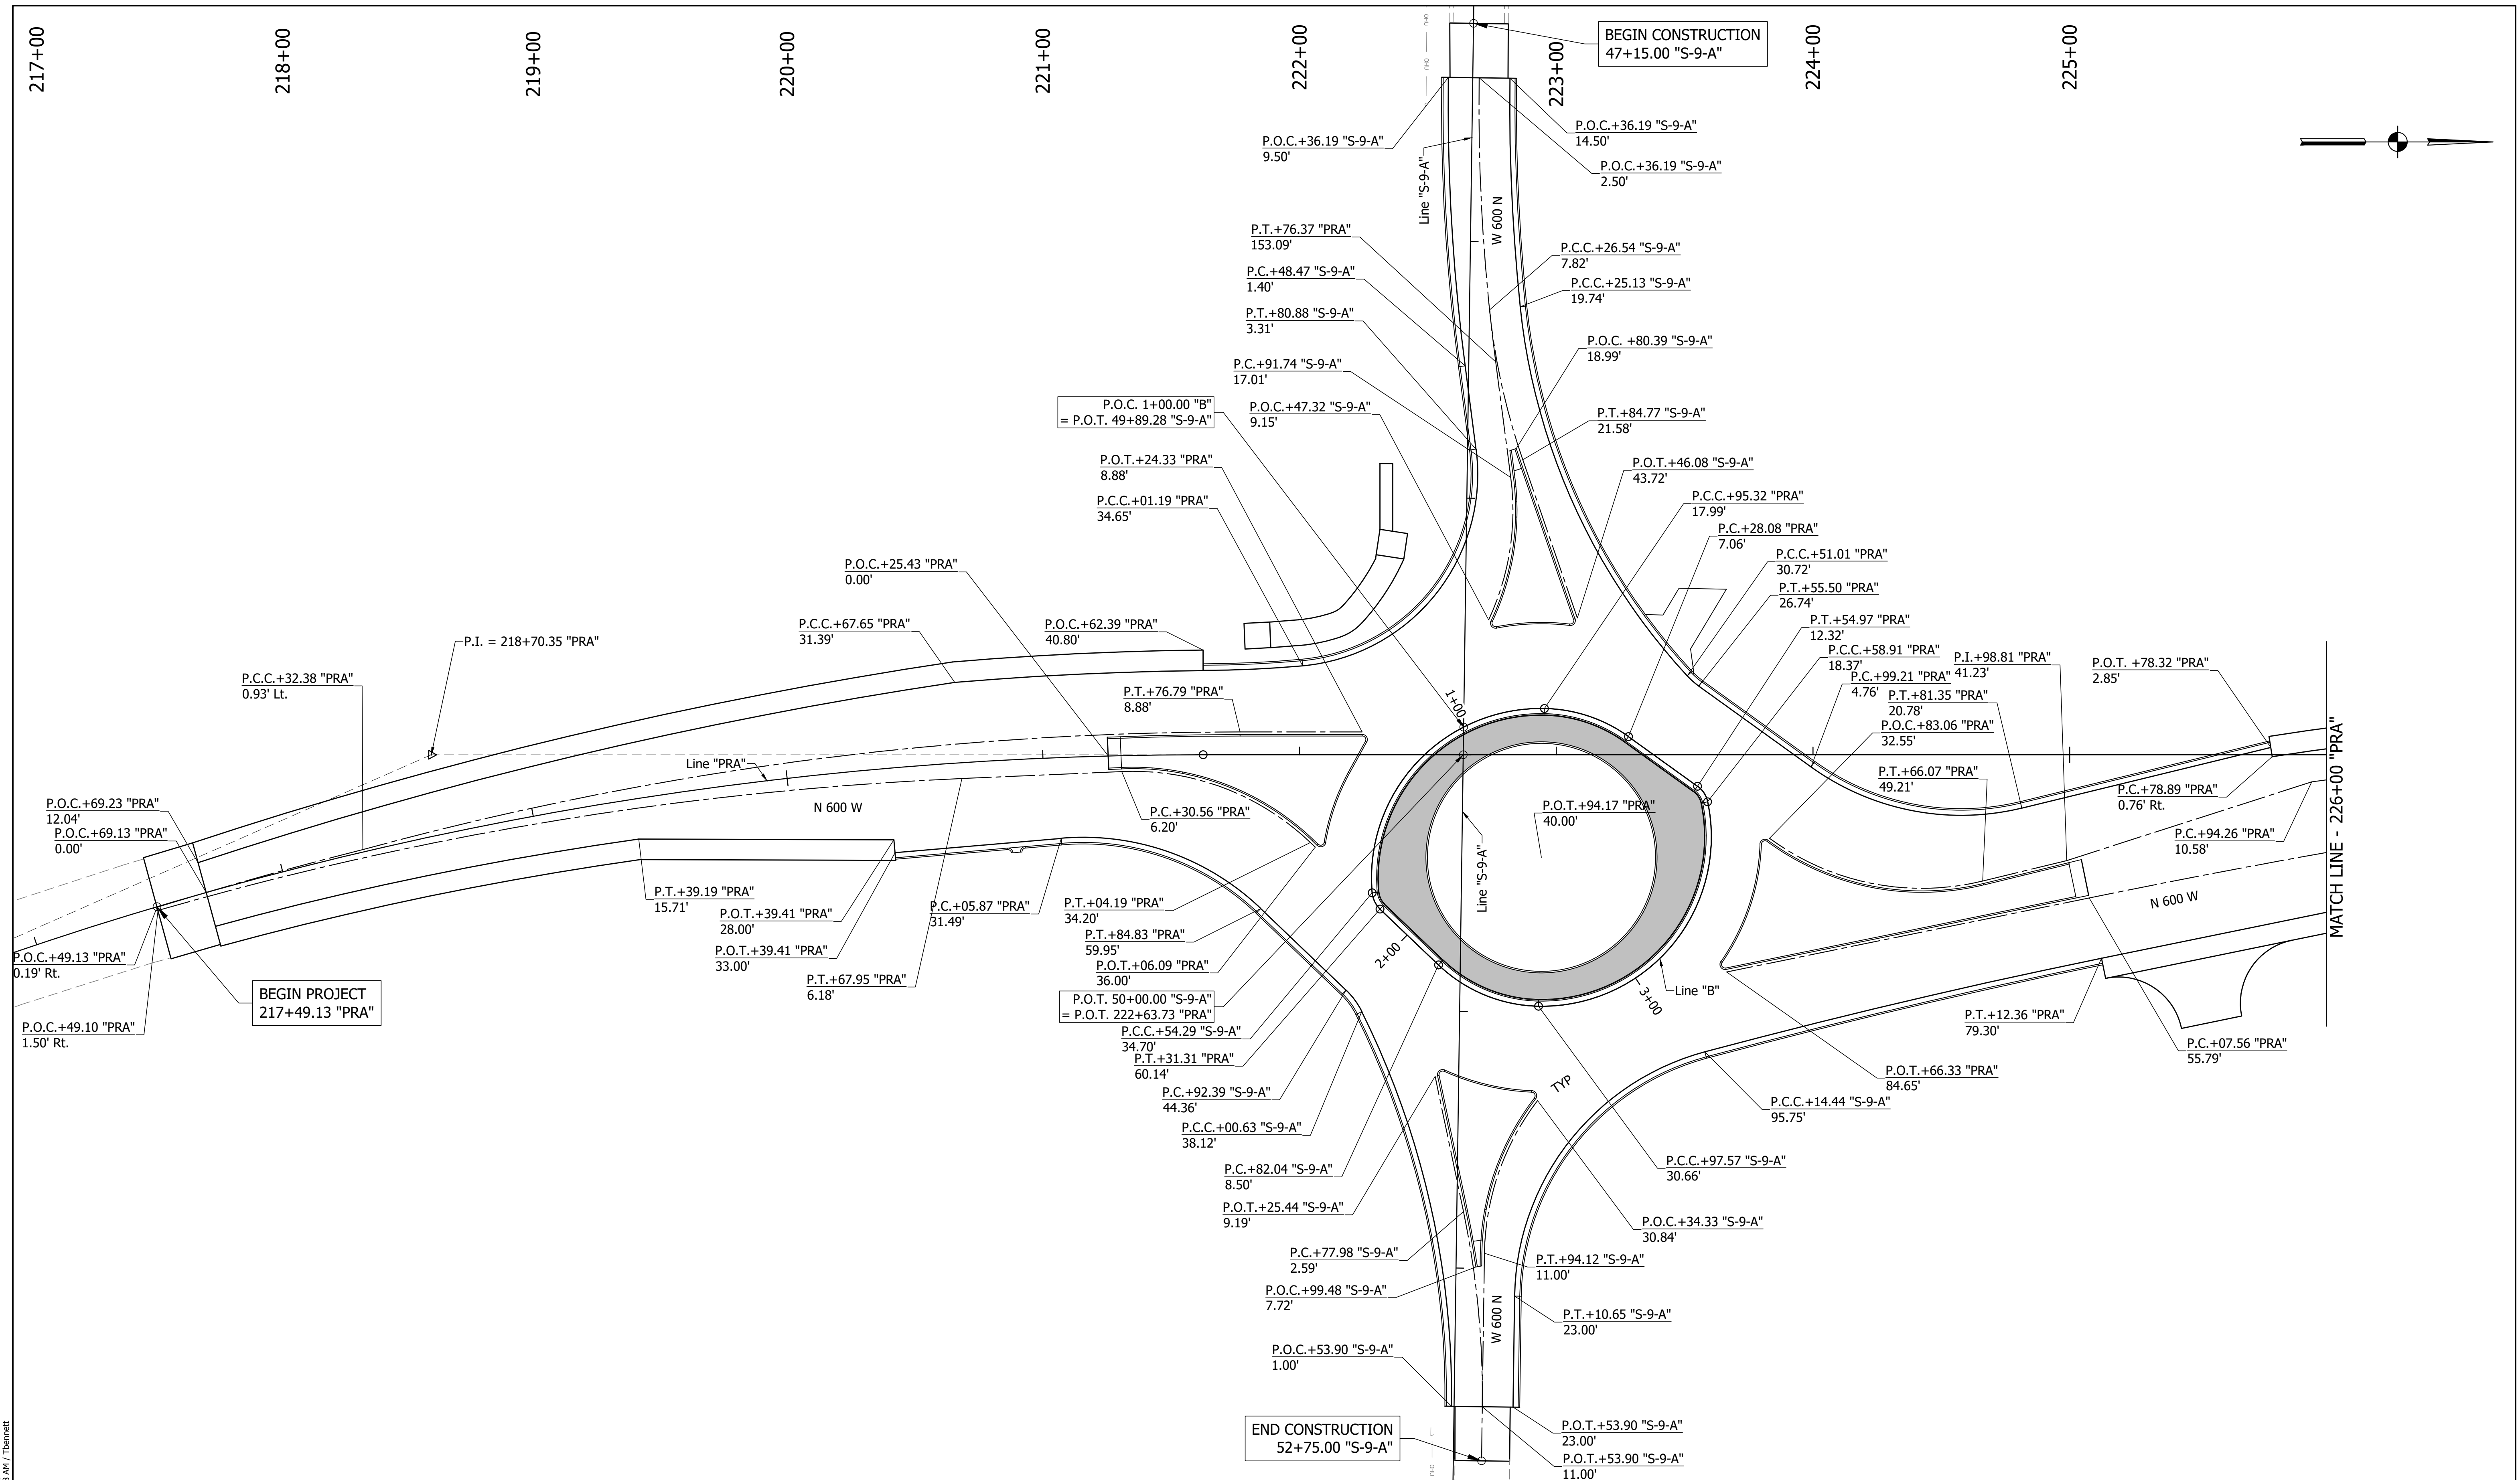 217+00
218+00
219+00
220+00
221+00
222+00
223+00
224+00
225+00
BEGIN CONSTRUCTION
47+15.00 "S-9-A"
OHU
OHU
P.O.C.+36.19 "S-9-A"
9.50'
P.O.C.+36.19 "S-9-A"
14.50'
P.O.C.+36.19 "S-9-A"
2.50'
Line "S-9-A"
W 600 N
P.T.+76.37 "PRA"
153.09'
P.C.+48.47 "S-9-A"
1.40'
P.T.+80.88 "S-9-A"
3.31'
P.C.+91.74 "S-9-A"
17.01'
P.O.C.+47.32 "S-9-A"
9.15'
P.C.C.+26.54 "S-9-A"
7.82'
P.C.C.+25.13 "S-9-A"
19.74'
P.O.C. +80.39 "S-9-A"
18.99'
P.T.+84.77 "S-9-A"
21.58'
P.O.T.+46.08 "S-9-A"
43.72'
P.C.C.+95.32 "PRA"
17.99'
P.C.+28.08 "PRA"
7.06'
P.C.C.+51.01 "PRA"
30.72'
P.T.+55.50 "PRA"
26.74'
P.T.+54.97 "PRA"
12.32'
P.C.C.+58.91 "PRA"
18.37'
P.C.+99.21 "PRA"
4.76'
P.I.+98.81 "PRA"
41.23'
P.T.+81.35 "PRA"
20.78'
P.O.C.+83.06 "PRA"
32.55'
P.O.T. +78.32 "PRA"
2.85'
P.T.+66.07 "PRA"
49.21'
P.C.+78.89 "PRA"
0.76' Rt.
P.C.+94.26 "PRA"
10.58'
MATCH LINE - 226+00 "PRA"
P.O.C. 1+00.00 "B"
= P.O.T. 49+89.28 "S-9-A"
P.O.T.+24.33 "PRA"
8.88'
P.C.C.+01.19 "PRA"
34.65'
P.O.C.+25.43 "PRA"
0.00'
P.C.C.+67.65 "PRA"
31.39'
P.O.C.+62.39 "PRA"
40.80'
P.I. = 218+70.35 "PRA"
P.C.C.+32.38 "PRA"
0.93' Lt.
P.T.+76.79 "PRA"
8.88'
1+00
Line "PRA"
N 600 W
P.O.C.+69.23 "PRA"
12.04'
P.O.C.+69.13 "PRA"
0.00'
P.C.+30.56 "PRA"
6.20'
P.O.T.+94.17 "PRA"
40.00'
Line "S-9-A"
P.T.+39.19 "PRA"
15.71'
P.O.T.+39.41 "PRA"
28.00'
P.O.T.+39.41 "PRA"
33.00'
P.T.+67.95 "PRA"
6.18'
P.C.+05.87 "PRA"
31.49'
P.T.+04.19 "PRA"
34.20'
P.T.+84.83 "PRA"
59.95'
P.O.T.+06.09 "PRA"
36.00'
P.O.T. 50+00.00 "S-9-A"
= P.O.T. 222+63.73 "PRA"
P.C.C.+54.29 "S-9-A"
34.70'
P.T.+31.31 "PRA"
60.14'
P.C.+92.39 "S-9-A"
44.36'
P.C.C.+00.63 "S-9-A"
38.12'
P.C.+82.04 "S-9-A"
8.50'
P.O.T.+25.44 "S-9-A"
9.19'
P.C.+77.98 "S-9-A"
2.59'
P.O.C.+99.48 "S-9-A"
7.72'
P.O.C.+53.90 "S-9-A"
1.00'
P.O.C.+49.13 "PRA"
0.19' Rt.
BEGIN PROJECT
217+49.13 "PRA"
P.O.C.+49.10 "PRA"
1.50' Rt.
2+00
3+00
Line "B"
TYP
N 600 W
P.T.+12.36 "PRA"
79.30'
P.C.+07.56 "PRA"
55.79'
P.O.T.+66.33 "PRA"
84.65'
P.C.C.+14.44 "S-9-A"
95.75'
P.C.C.+97.57 "S-9-A"
30.66'
P.O.C.+34.33 "S-9-A"
30.84'
P.T.+94.12 "S-9-A"
11.00'
P.T.+10.65 "S-9-A"
23.00'
W 600 N
END CONSTRUCTION
52+75.00 "S-9-A"
P.O.T.+53.90 "S-9-A"
23.00'
P.O.T.+53.90 "S-9-A"
11.00'
OHU
AM / Tbennett